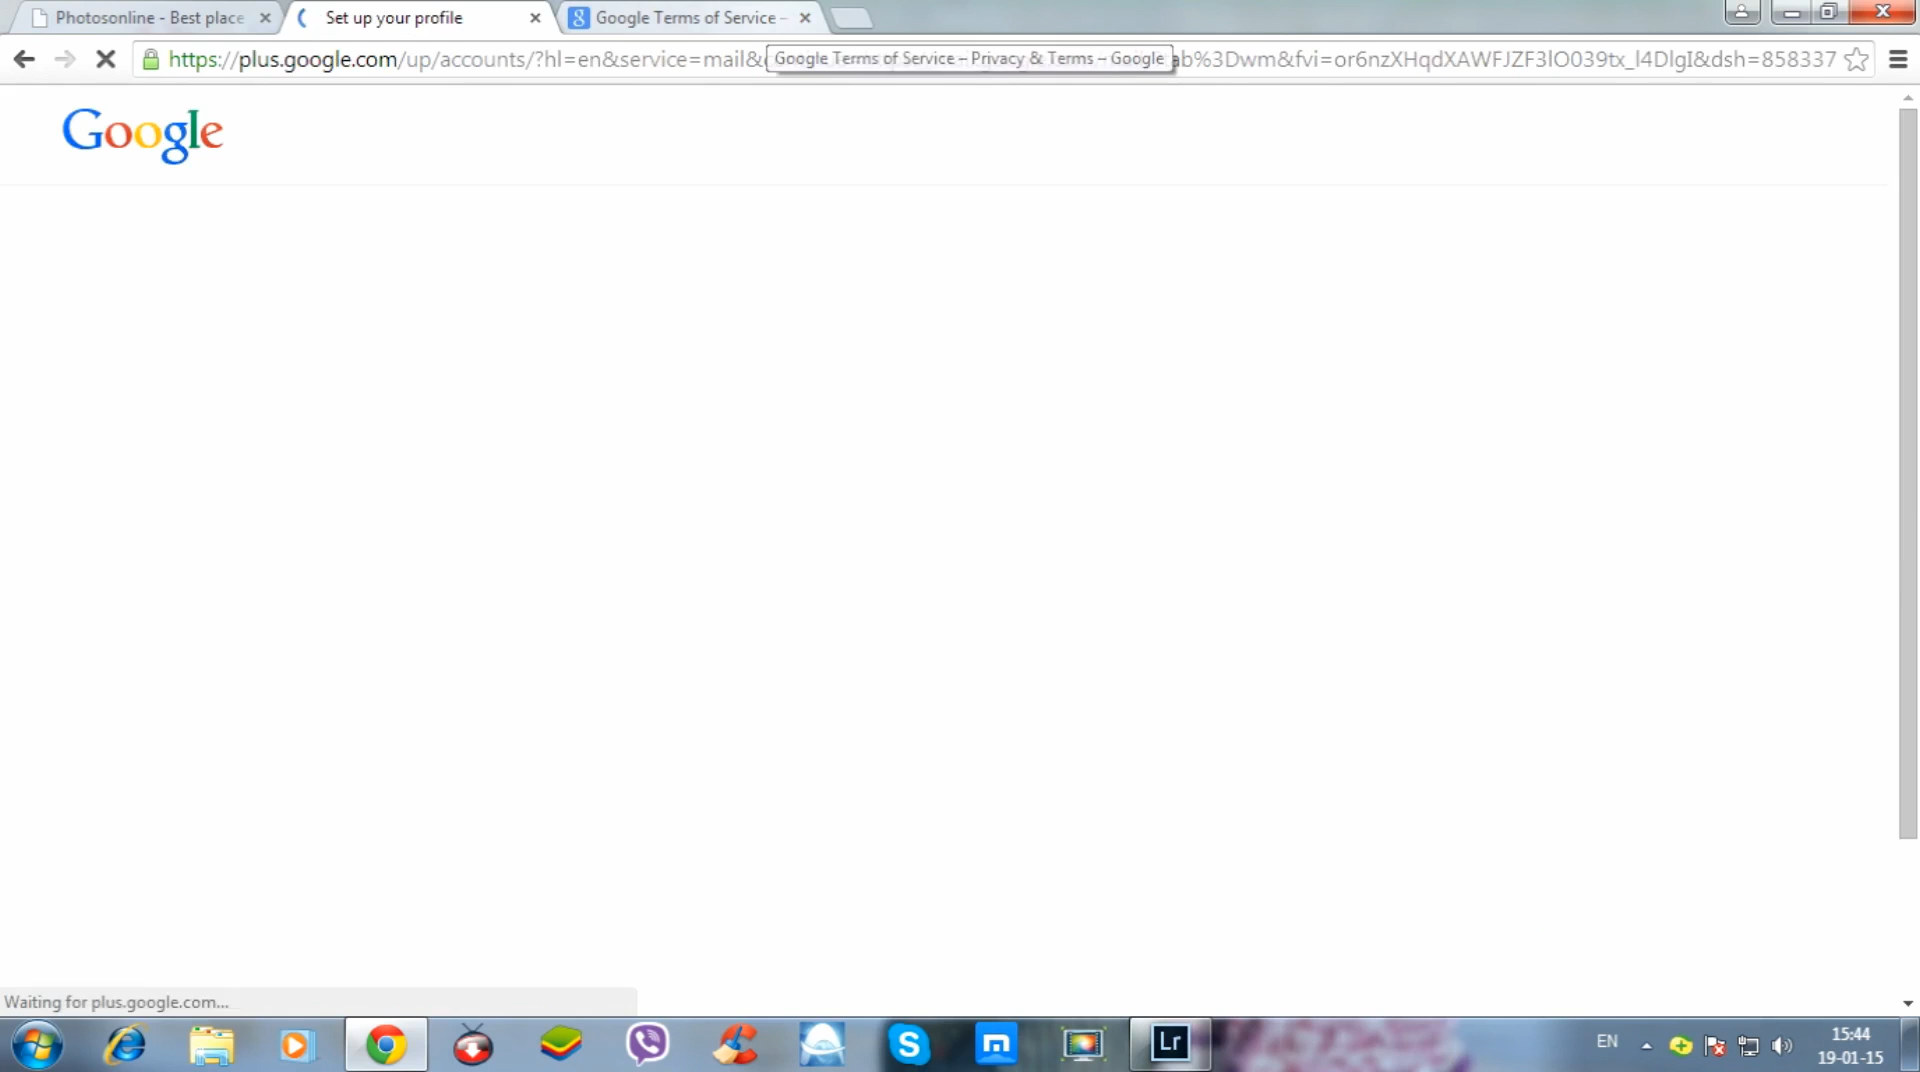 Photosonline - Best place
Set up your profile
Google Terms of Service –
https://plus.google.com/up/accounts/?hl=en&service=mail&
Google Terms of Service – Privacy & Terms – Google
ab%3Dwm&fvi=or6nzXHqdXAWFJZF3lO039tx_l4DlgI&dsh=858337
Google
Waiting for plus.google.com...
Lr
EN
15:44
19-01-15